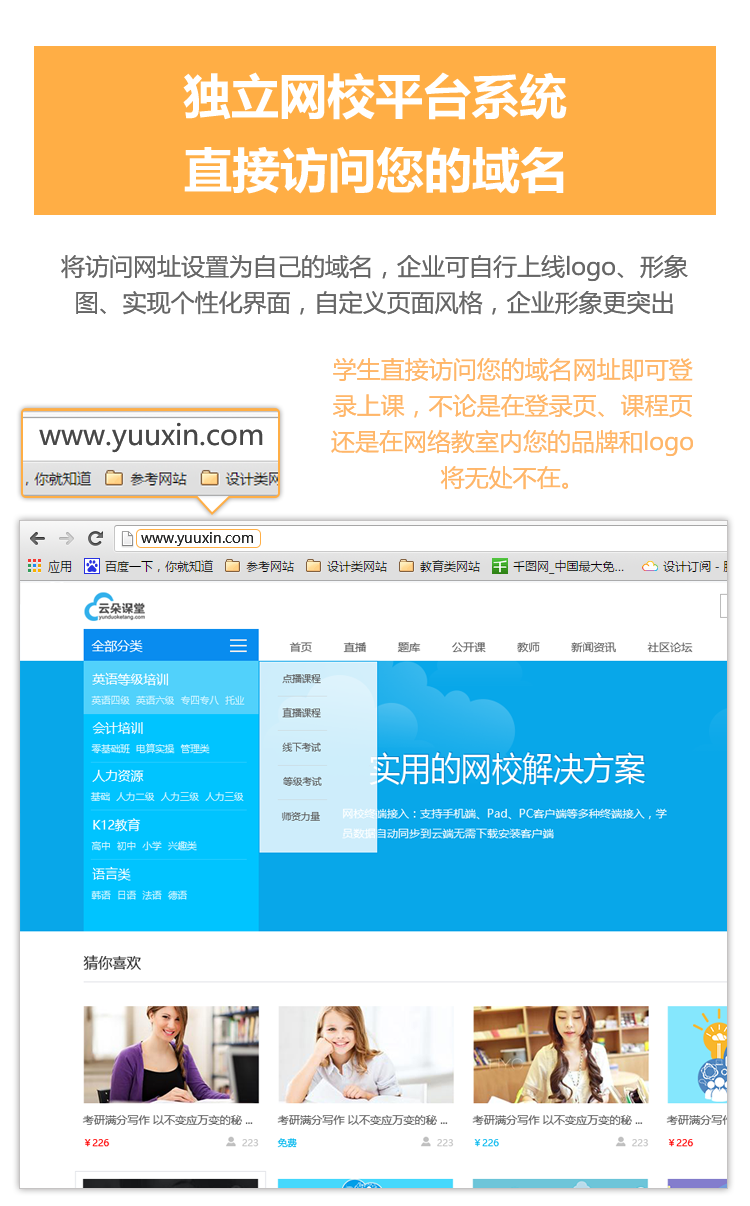 独立网校平台系统
直接访问您的域名
将访问网址设置为自己的域名，企业可自行上线logo、形象
图、实现个性化界面，自定义页面风格，企业形象更突出
学生直接访问您的域名网址即可登
录上课，不论是在登录页、课程页
还是在网络教室内您的品牌和logo
将无处不在。
www.yuuxin.com
，你就知道 参考网站 设计类网
www.yuuxin.com
应用 百度一下，你就知道 参考网站 设计类网站 教育类网站 千图网_中国最大免... 设计订阅 -
云朵课堂
yunduoketang.com
全部分类 首页 直播 题库 公开课 教师 新闻资讯 社区论坛
英语等级培训
英语四级 英语六级 专四专八 托业
会计培训
零基础班 电算实操 管理类
人力资源
基础 人力二级 人力三级 人力三级
K12教育
高中 初中 小学 兴趣类
语言类
韩语 日语 法语 德语
点播课程
直播课程
线下考试
等级考试
师资力量
实用的网校解决方案
网校终端接入：支持手机端、Pad、PC客户端等多种终端接入，学
员数据自动同步到云端无需下载安装客户端
猜你喜欢
考研满分写作 以不变应万变的秘 ... 考研满分写作 以不变应万变的秘 ... 考研满分写作 以不变应万变的秘 ... 考研满分
¥226 223 免费 223 ¥226 223 ¥226